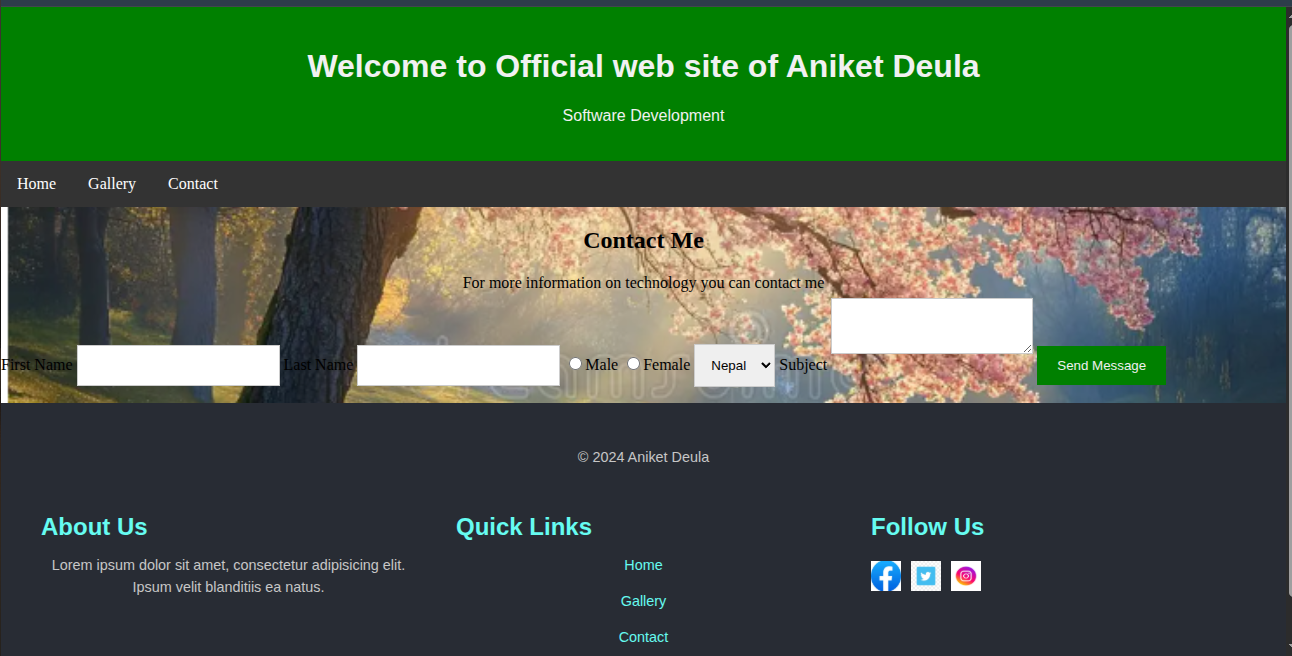 Welcome to Official web site of Aniket Deula
Software Development
Home Gallery Contact
Contact Me
For more information on technology you can contact me
First Name Last Name Male Female Nepal Subject Send Message
© 2024 Aniket Deula
About Us Quick Links Follow Us
Lorem ipsum dolor sit amet, consectetur adipisicing elit. Home
Ipsum velit blanditiis ea natus.
Gallery
Contact